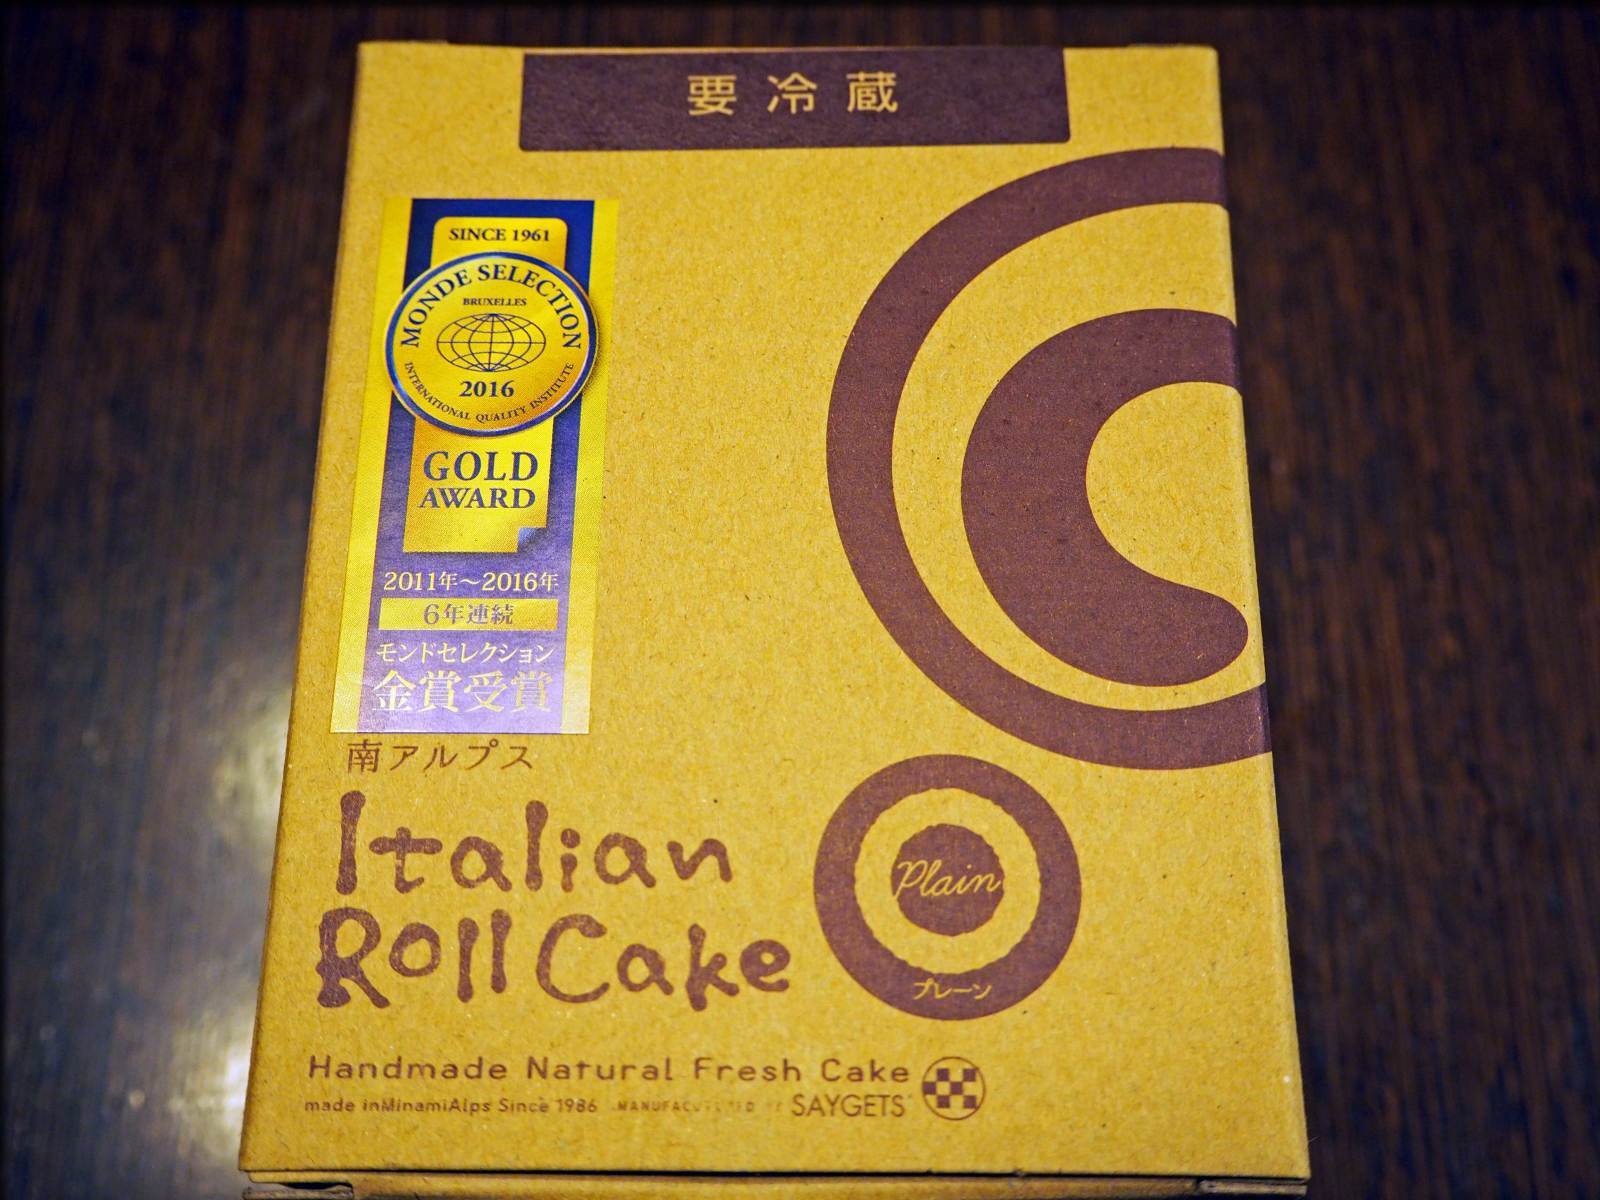 要冷蔵
SINCE 1961
MONDE SELECTION
BRUXELLES
2016
INTERNATIONAL QUALITY INSTITUTE
GOLD
AWARD
2011年～2016年
6年連続
モンドセレクション
金賞受賞
南アルプス
Italian
Roll Cake
Plain
プレーン
Handmade Natural Fresh Cake
made inMinamiAlps Since 1986 MANUFACTURED BY SAYGETS